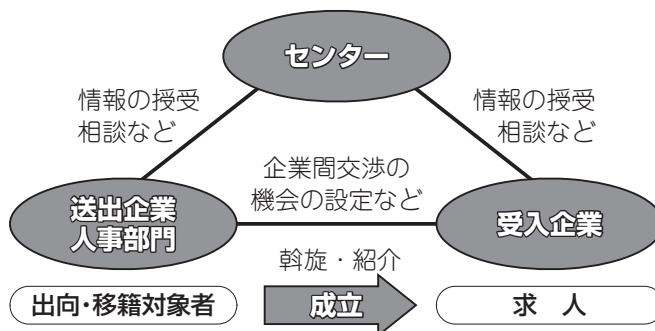 センター
情報の授受
相談など
情報の授受
相談など
企業間交渉の
機会の設定など
送出企業
人事部門
受入企業
斡旋・紹介
出向・移籍対象者
成立
求　人